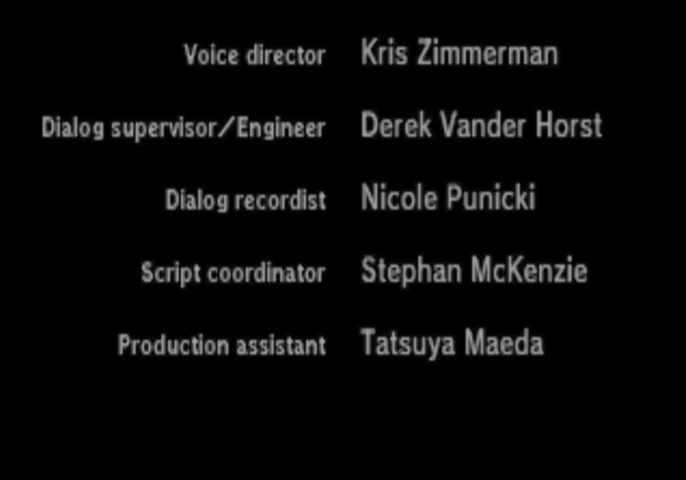 Voice director Kris Zimmerman
Dialog supervisor/Engineer Derek Vander Horst
Dialog recordist Nicole Punicki
Script coordinator Stephan McKenzie
Production assistant Tatsuya Maeda